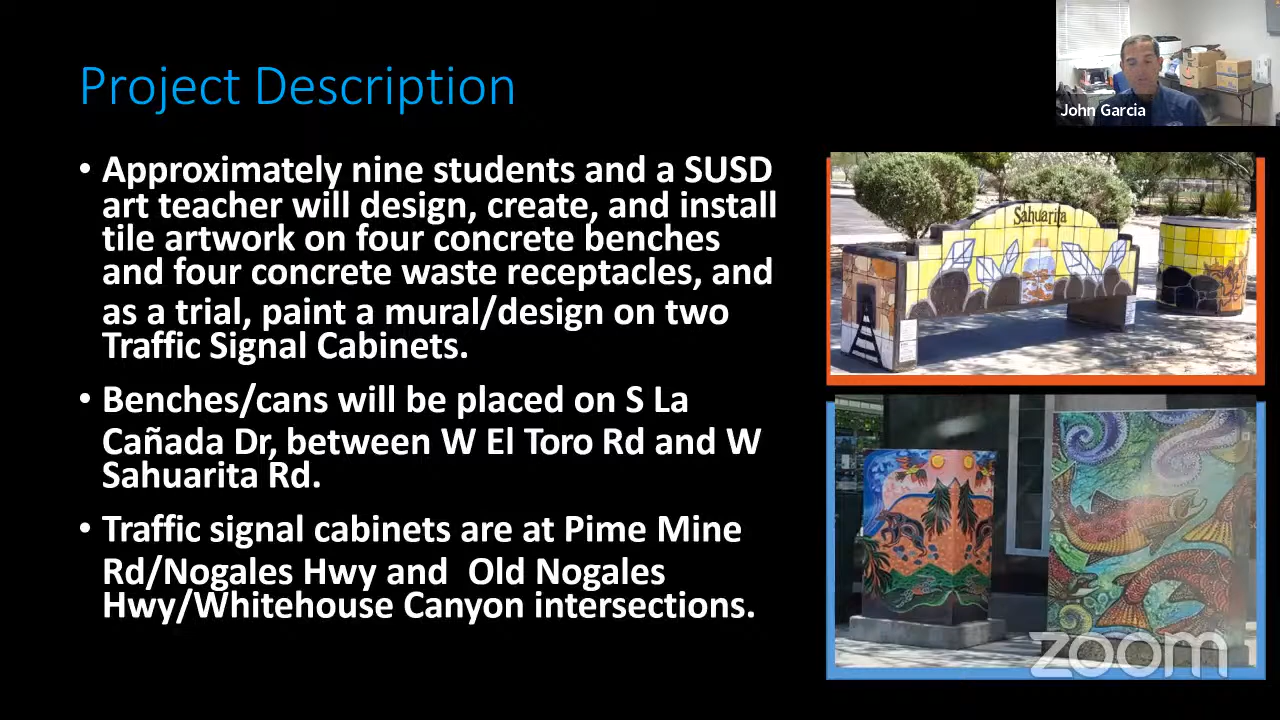 Project Description
John Garcia
• Approximately nine students and a SUSD
art teacher will design, create, and install
tile artwork on four concrete benches
and four concrete waste receptacles, and
as a trial, paint a mural/design on two
Traffic Signal Cabinets.
• Benches/cans will be placed on S La
Cañada Dr, between W El Toro Rd and W
Sahuarita Rd.
• Traffic signal cabinets are at Pime Mine
Rd/Nogales Hwy and  Old Nogales
Hwy/Whitehouse Canyon intersections.
Sahuarita
zoom